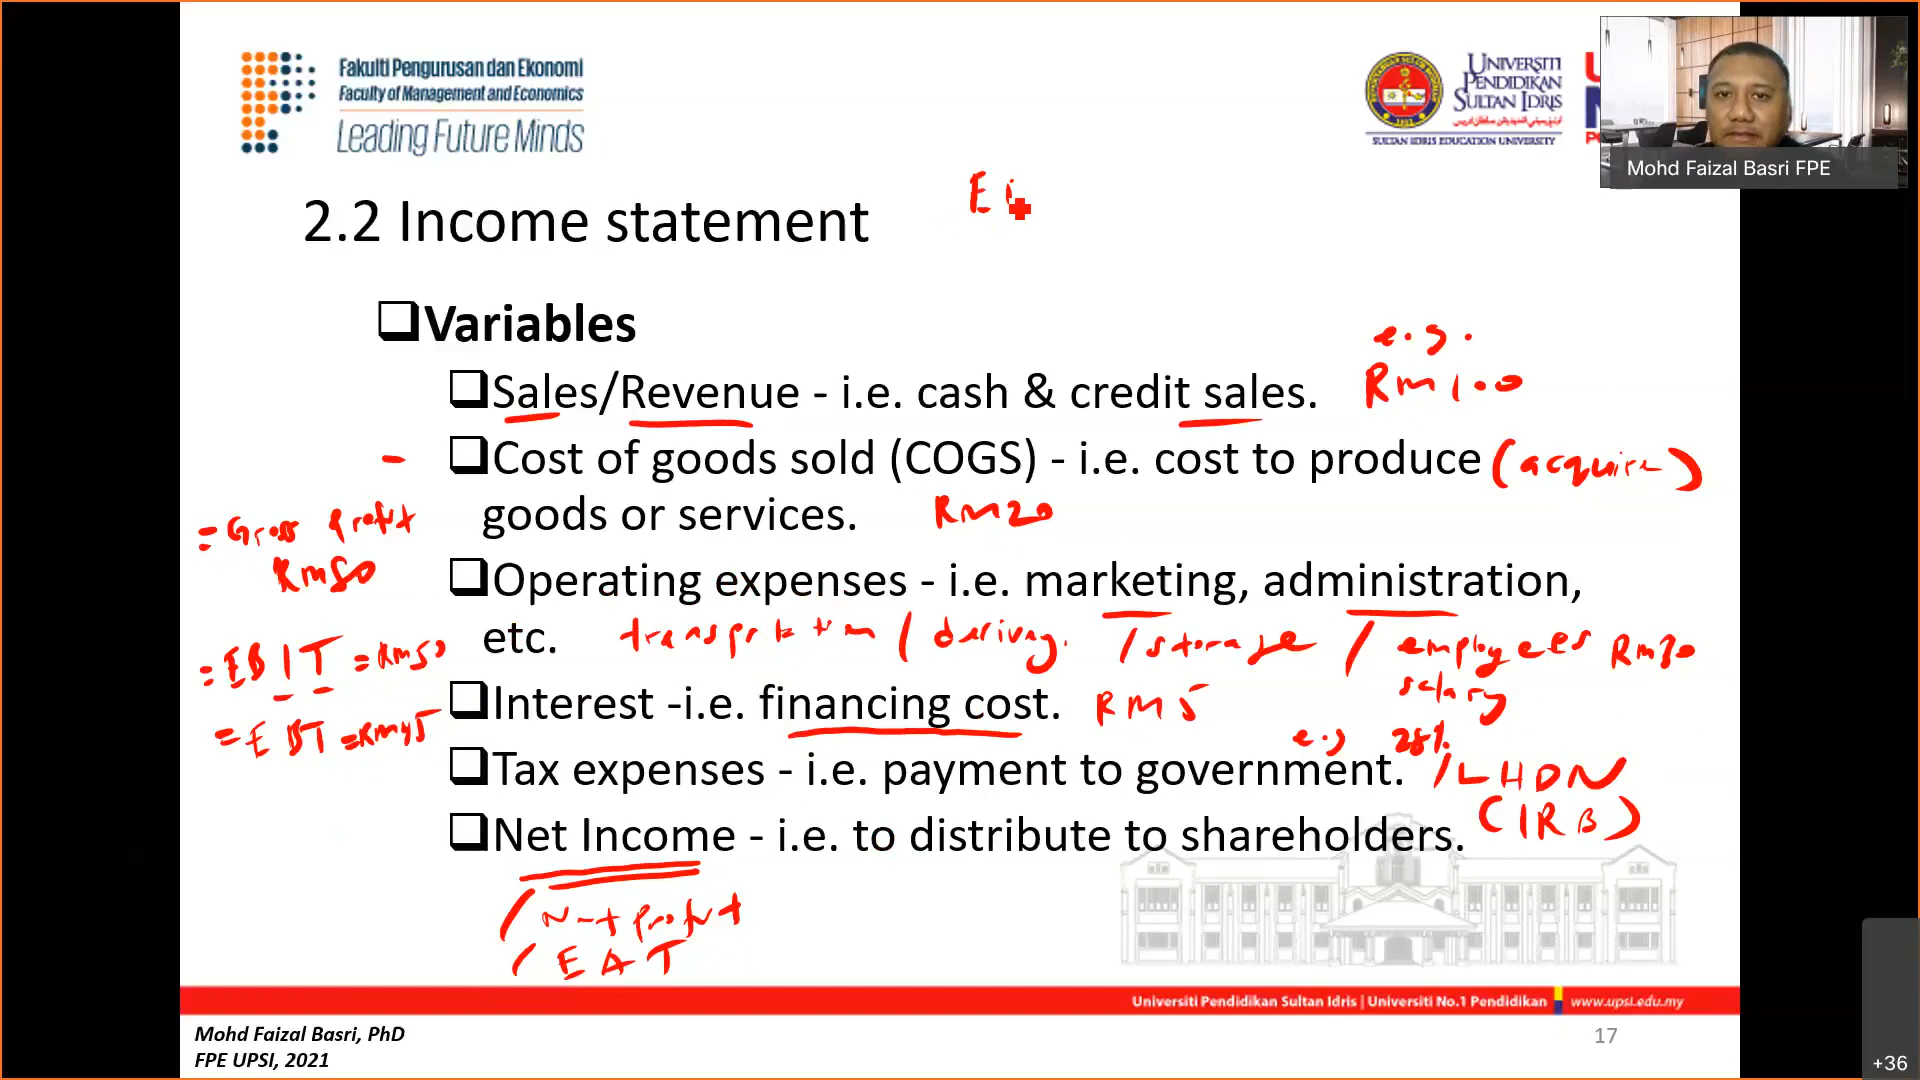 Fakulti Pengurusan dan Ekonomi
Faculty of Management and Economics
Leading Future Minds
UNIVERSITI
PENDIDIKAN
SULTAN IDRIS
SULTAN IDRIS EDUCATION UNIVERSITY
Mohd Faizal Basri FPE
E i
2.2 Income statement
Variables
e.g.
Sales/Revenue - i.e. cash & credit sales. RM100
- Cost of goods sold (COGS) - i.e. cost to produce (acquire)
goods or services. RM20
= Gross profit
RM80
Operating expenses - i.e. marketing, administration,
etc. / storage / employees RM30
salary
= EBIT = RM50
Interest -i.e. financing cost. RM5
= EBT = RM45
e.g 28%
Tax expenses - i.e. payment to government. / LHDN
(IRB)
Net Income - i.e. to distribute to shareholders.
/ Net profit
/ EAT
Universiti Pendidikan Sultan Idris | Universiti No.1 Pendidikan www.upsi.edu.my
Mohd Faizal Basri, PhD
FPE UPSI, 2021
17
+36